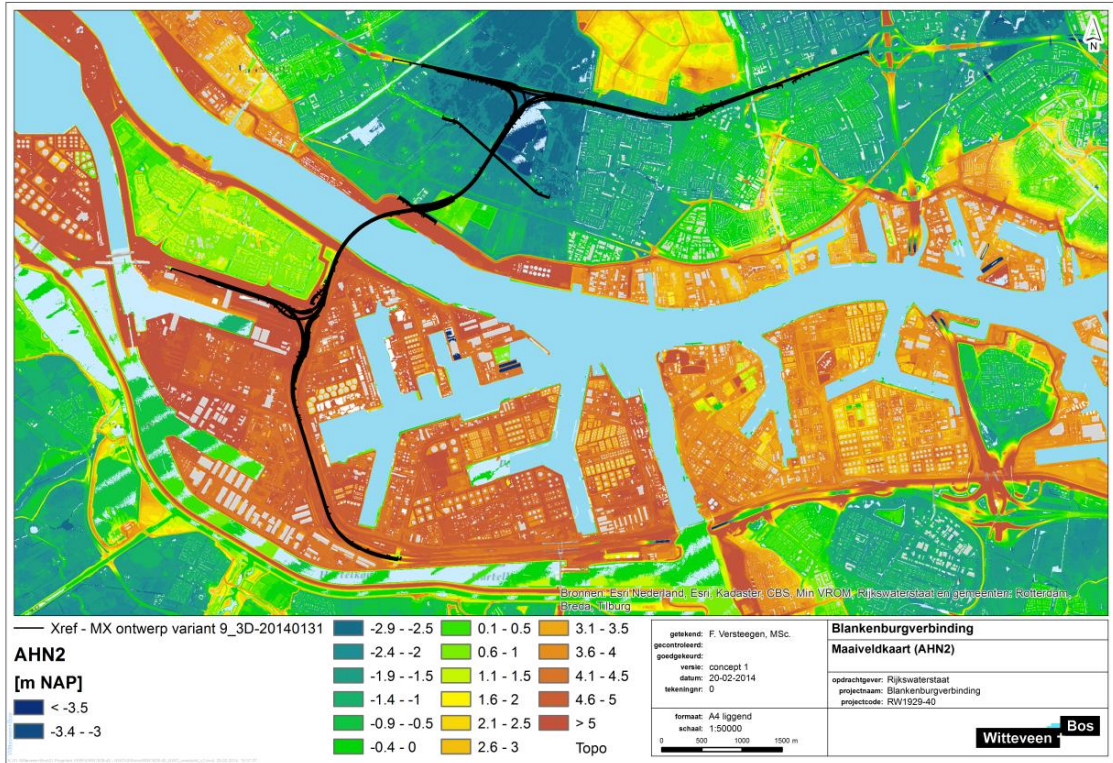 N
Bronnen: Esri Nederland, Esri, Kadaster, CBS, Min VROM, Rijkswaterstaat en gemeenten: Rotterdam,
Breda, Tilburg
Xref - MX ontwerp variant 9_3D-20140131
AHN2
[m NAP]
< -3.5
-3.4 - -3
-2.9 - -2.5
-2.4 - -2
-1.9 - -1.5
-1.4 - -1
-0.9 - -0.5
-0.4 - 0
0.1 - 0.5
0.6 - 1
1.1 - 1.5
1.6 - 2
2.1 - 2.5
2.6 - 3
3.1 - 3.5
3.6 - 4
4.1 - 4.5
4.6 - 5
> 5
Topo
getekend: F. Versteegen, MSc.
gecontroleerd:
goedgekeurd:
versie: concept 1
datum: 20-02-2014
tekeningnr: 0
formaat: A4 liggend
schaal: 1:50000
0 500 1000 1500 m
Blankenburgverbinding
Maaiveldkaart (AHN2)
opdrachtgever: Rijkswaterstaat
projectnaam: Blankenburgverbinding
projectcode: RW1929-40
Witteveen + Bos